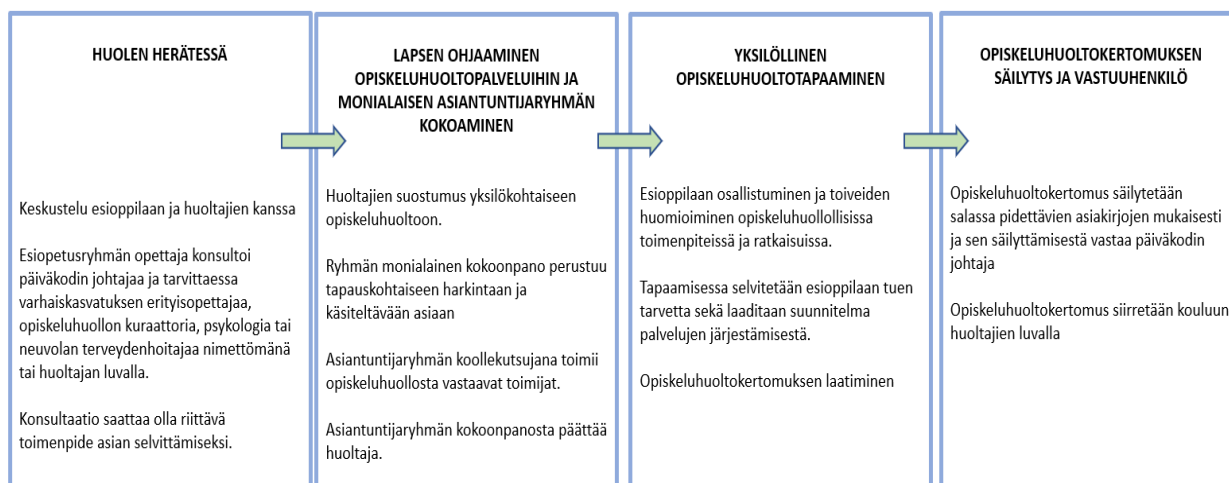 HUOLEN HERÄTESSÄ
Keskustelu esioppilaan ja huoltajien kanssa
Esiopetusryhmän opettaja konsultoi
päiväkodin johtajaa ja tarvittaessa
varhaiskasvatuksen erityisopettajaa,
opiskeluhuollon kuraattoria, psykologia tai
neuvolan terveydenhoitajaa nimettömänä
tai huoltajan luvalla.
Konsultaatio saattaa olla riittävä
toimenpide asian selvittämiseksi.
LAPSEN OHJAAMINEN
OPISKELUHUOLTOPALVELUIHIN JA
MONIALAISEN ASIANTUNTIJARYHMÄN
KOKOAMINEN
Huoltajien suostumus yksilökohtaiseen
opiskeluhuoltoon.
Ryhmän monialainen kokoonpano perustuu
tapauskohtaiseen harkintaan ja
käsiteltävään asiaan
Asiantuntijaryhmän koollekutsujana toimii
opiskeluhuollosta vastaavat toimijat.
Asiantuntijaryhmän kokoonpanosta päättää
huoltaja.
YKSILÖLLINEN
OPISKELUHUOLTOTAPAAMINEN
Esioppilaan osallistuminen ja toiveiden
huomioiminen opiskeluhuollollisissa
toimenpiteissä ja ratkaisuissa.
Tapaamisessa selvitetään esioppilaan tuen
tarvetta sekä laaditaan suunnitelma
palvelujen järjestämisestä.
Opiskeluhuoltokertomuksen laatiminen
OPISKELUHUOLTOKERTOMUKSEN
SÄILYTYS JA VASTUUHENKILÖ
Opiskeluhuoltokertomus säilytetään
salassa pidettävien asiakirjojen mukaisesti
ja sen säilyttämisestä vastaa päiväkodin
johtaja
Opiskeluhuoltokertomus siirretään kouluun
huoltajien luvalla